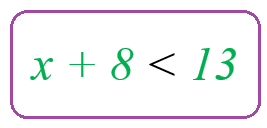 x + 8 < 13